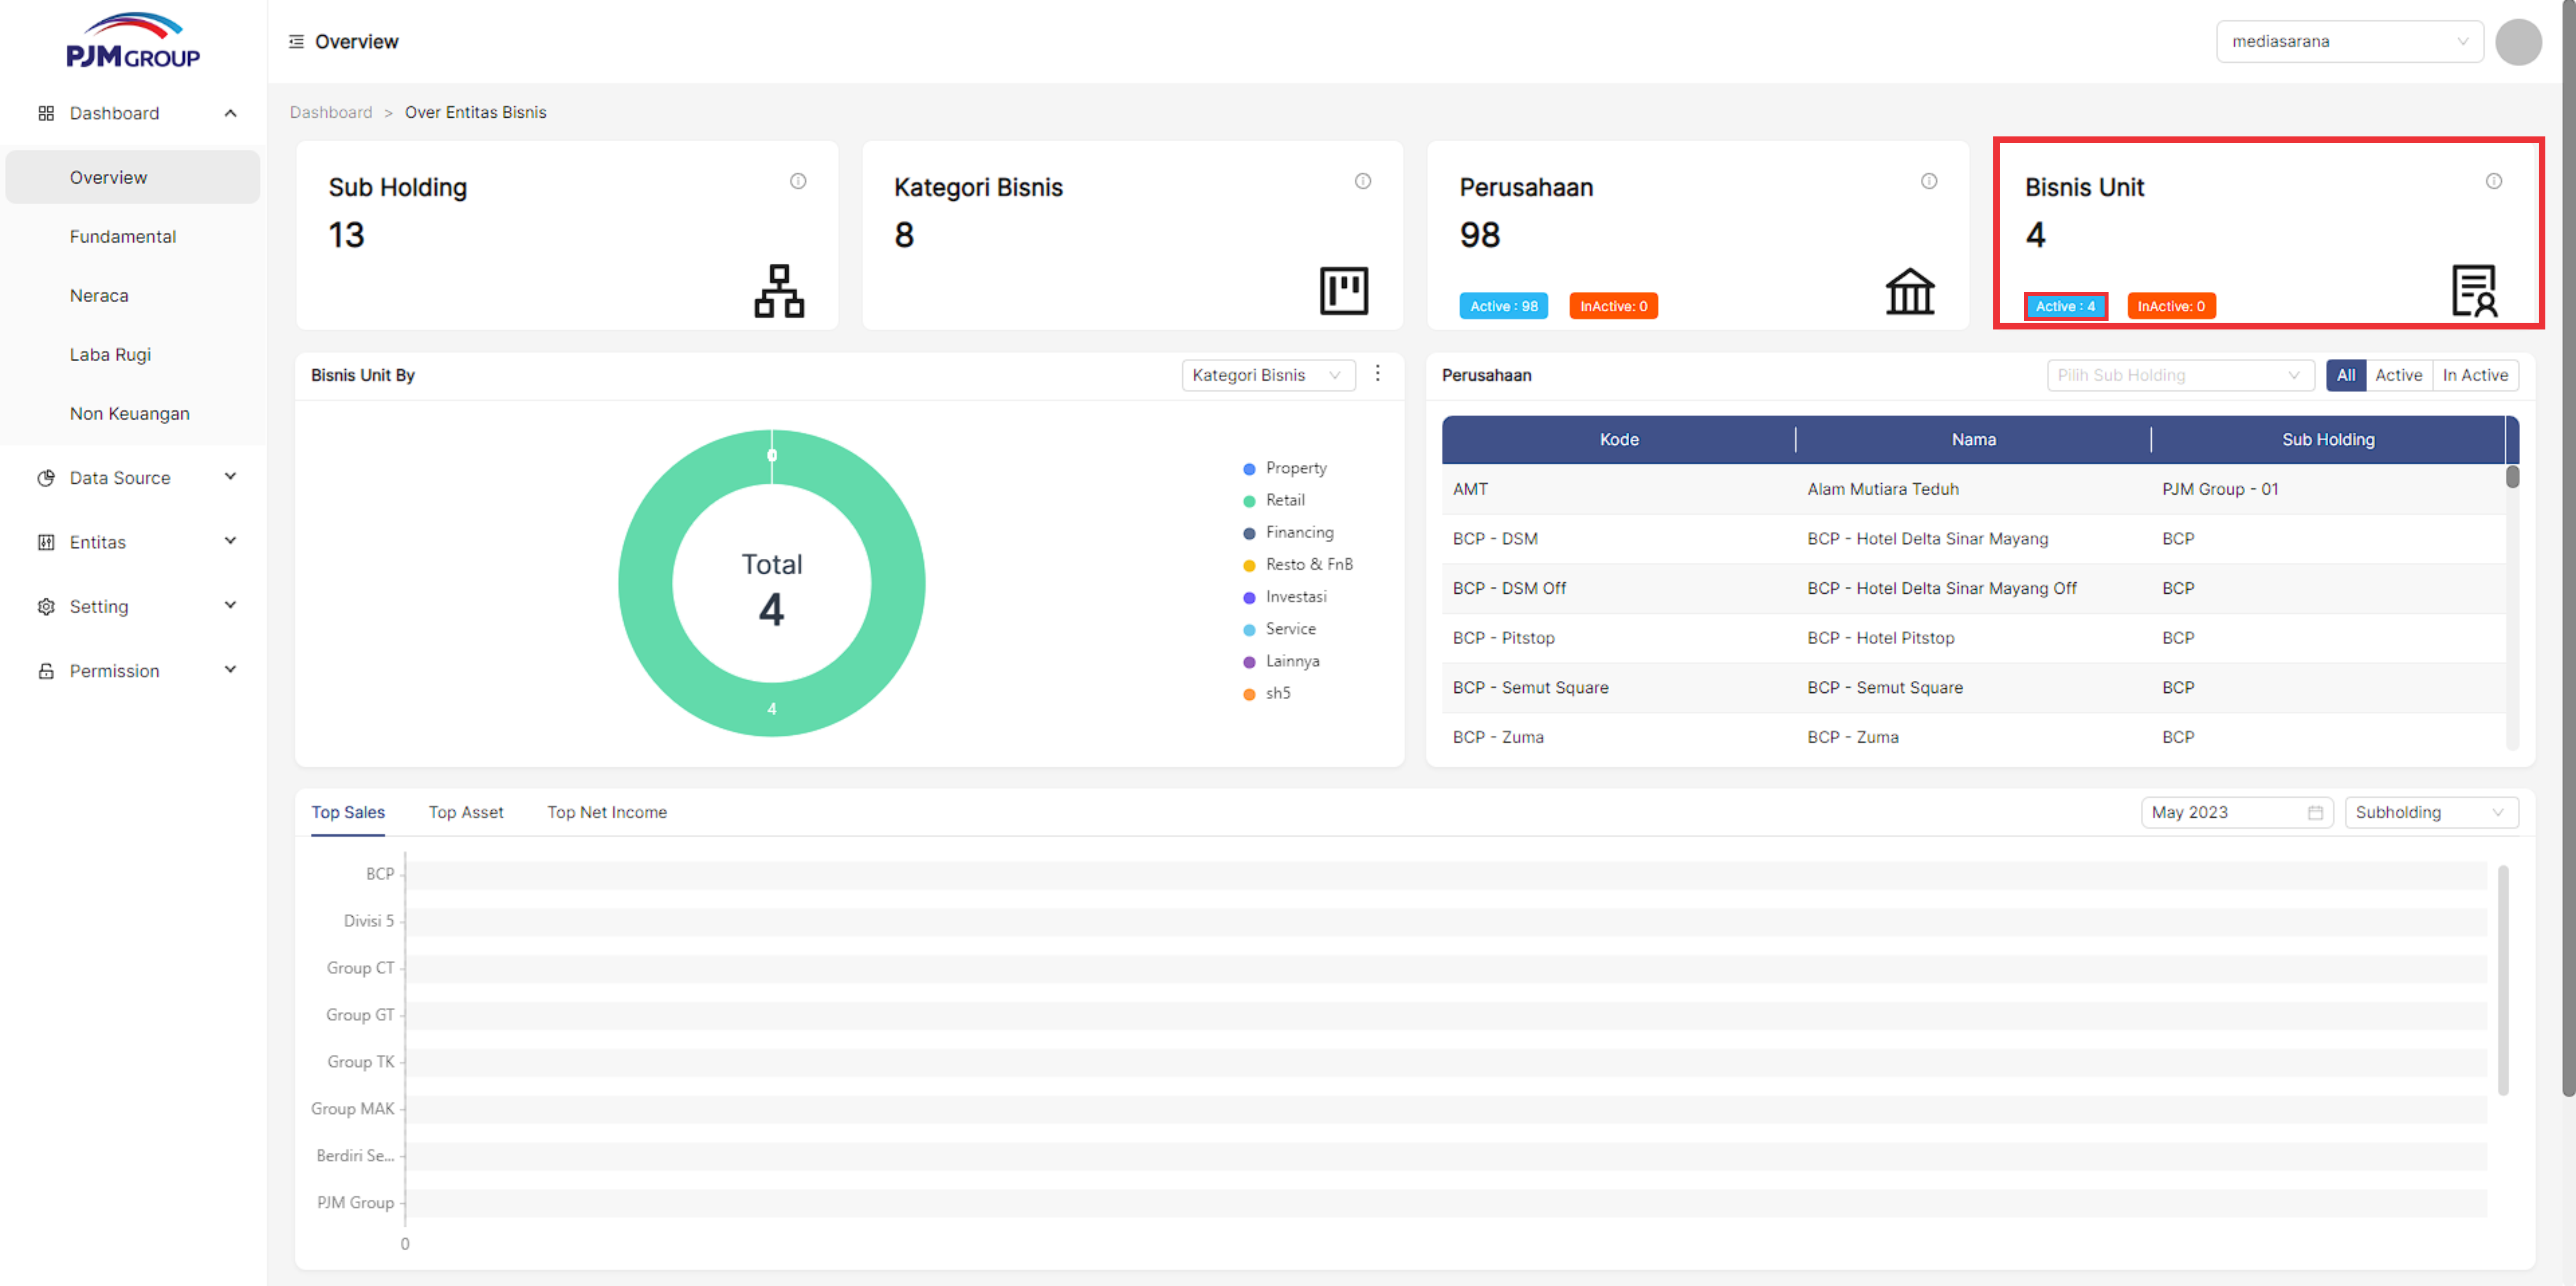 PJM GROUP
Overview
mediasarana
Dashboard
Overview
Fundamental
Neraca
Laba Rugi
Non Keuangan
Data Source
Entitas
Setting
Permission
Dashboard > Over Entitas Bisnis
Sub Holding
13
Kategori Bisnis
8
Perusahaan
98
Active : 98 InActive: 0
Bisnis Unit
4
Active : 4 InActive: 0
Bisnis Unit By Kategori Bisnis
0
Total
4
4
Property
Retail
Financing
Resto & FnB
Investasi
Service
Lainnya
sh5
Perusahaan Pilih Sub Holding All Active In Active
Kode Nama Sub Holding
AMT Alam Mutiara Teduh PJM Group - 01
BCP - DSM BCP - Hotel Delta Sinar Mayang BCP
BCP - DSM Off BCP - Hotel Delta Sinar Mayang Off BCP
BCP - Pitstop BCP - Hotel Pitstop BCP
BCP - Semut Square BCP - Semut Square BCP
BCP - Zuma BCP - Zuma BCP
Top Sales Top Asset Top Net Income May 2023 Subholding
BCP
Divisi 5
Group CT
Group GT
Group TK
Group MAK
Berdiri Se...
PJM Group
0